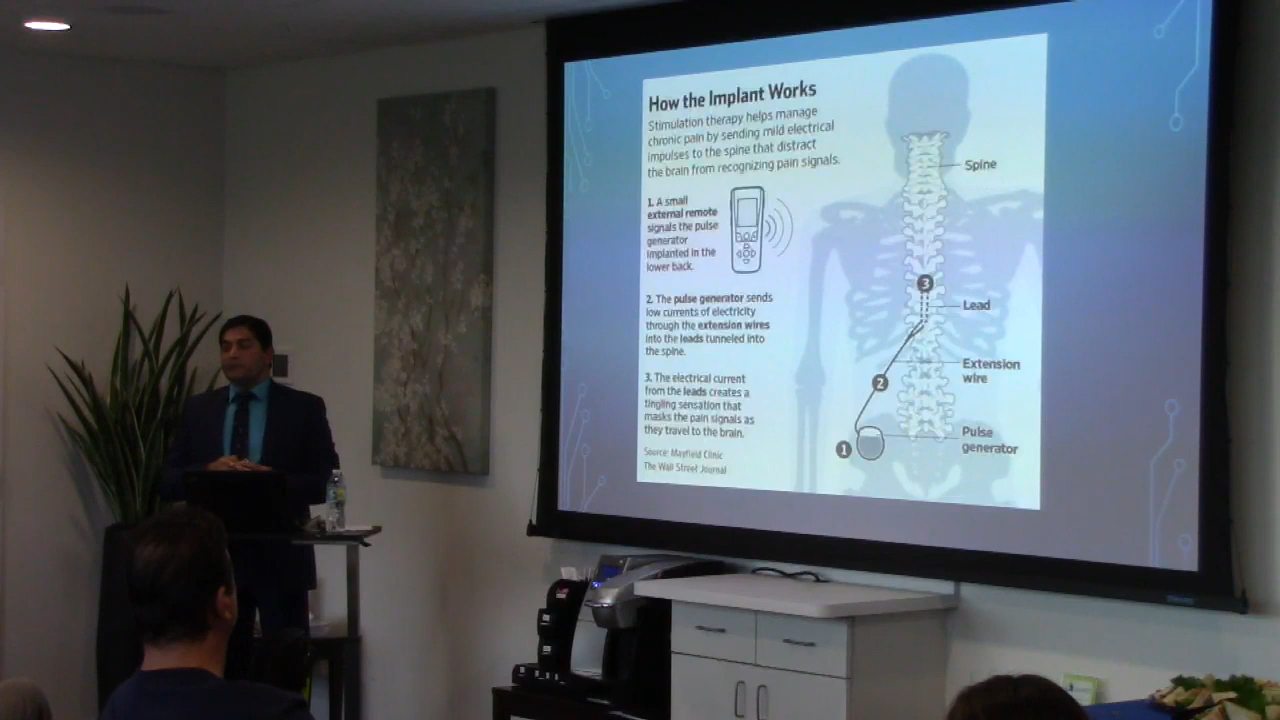 How the Implant Works
Stimulation therapy helps manage
chronic pain by sending mild electrical
impulses to the spine that distract
the brain from recognizing pain signals.
1. A small
external remote
signals the pulse
generator
implanted in the
lower back.
2. The pulse generator sends
low currents of electricity
through the extension wires
into the leads tunneled into
the spine.
3. The electrical current
from the leads creates a
tingling sensation that
masks the pain signals as
they travel to the brain.
Source: Mayfield Clinic
The Wall Street Journal
Spine
3
Lead
Extension
wire
2
Pulse
generator
1